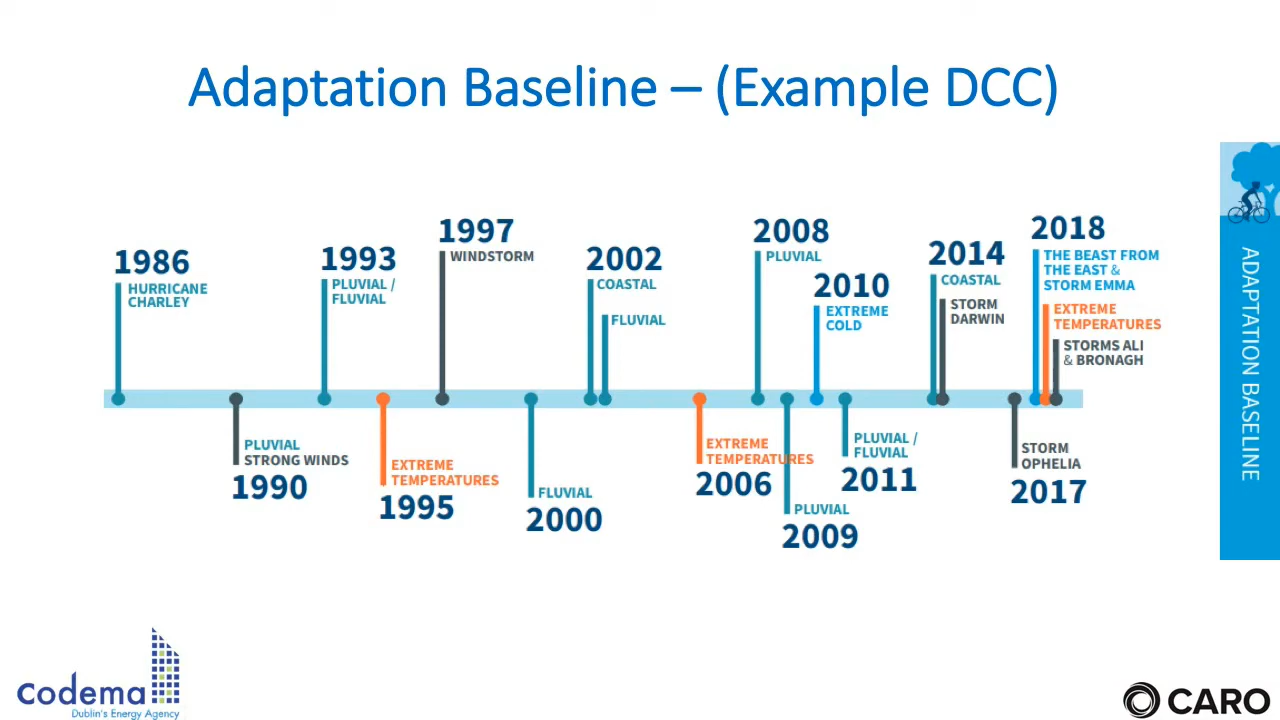 Adaptation Baseline – (Example DCC)
1986
HURRICANE
CHARLEY
PLUVIAL
STRONG WINDS
1990
1993
PLUVIAL /
FLUVIAL
EXTREME
TEMPERATURES
1995
1997
WINDSTORM
FLUVIAL
2000
2002
COASTAL
FLUVIAL
EXTREME
TEMPERATURES
2006
2008
PLUVIAL
PLUVIAL
2009
2010
EXTREME
COLD
PLUVIAL /
FLUVIAL
2011
2014
COASTAL
STORM
DARWIN
STORM
OPHELIA
2017
2018
THE BEAST FROM
THE EAST &
STORM EMMA
EXTREME
TEMPERATURES
STORMS ALI
& BRONAGH
ADAPTATION BASELINE
codema
Dublin's Energy Agency
CARO